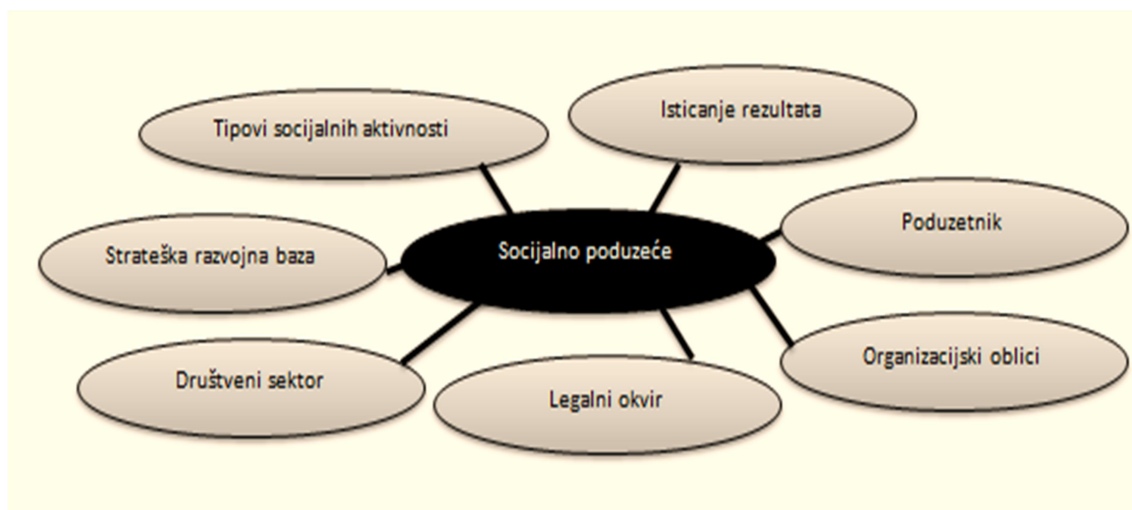 Isticanje rezultata
Tipovi socijalnih aktivnosti
Poduzetnik
Socijalno poduzeće
Strateška razvojna baza
Organizacijski oblici
Društveni sektor
Legalni okvir